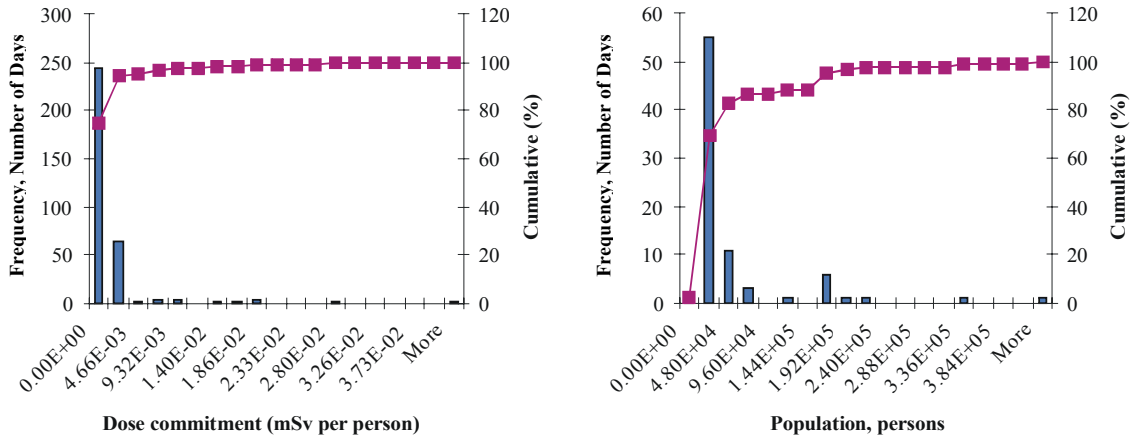 300
250
200
150
100
50
0
Frequency, Number of Days
120
100
80
60
40
20
0
Cumulative (%)
0.00E+00
4.66E-03
9.32E-03
1.40E-02
1.86E-02
2.33E-02
2.80E-02
3.26E-02
3.73E-02
More
Dose commitment (mSv per person)
60
50
40
30
20
10
0
Frequency, Number of Days
120
100
80
60
40
20
0
Cumulative (%)
0.00E+00
4.80E+04
9.60E+04
1.44E+05
1.92E+05
2.40E+05
2.88E+05
3.36E+05
3.84E+05
More
Population, persons